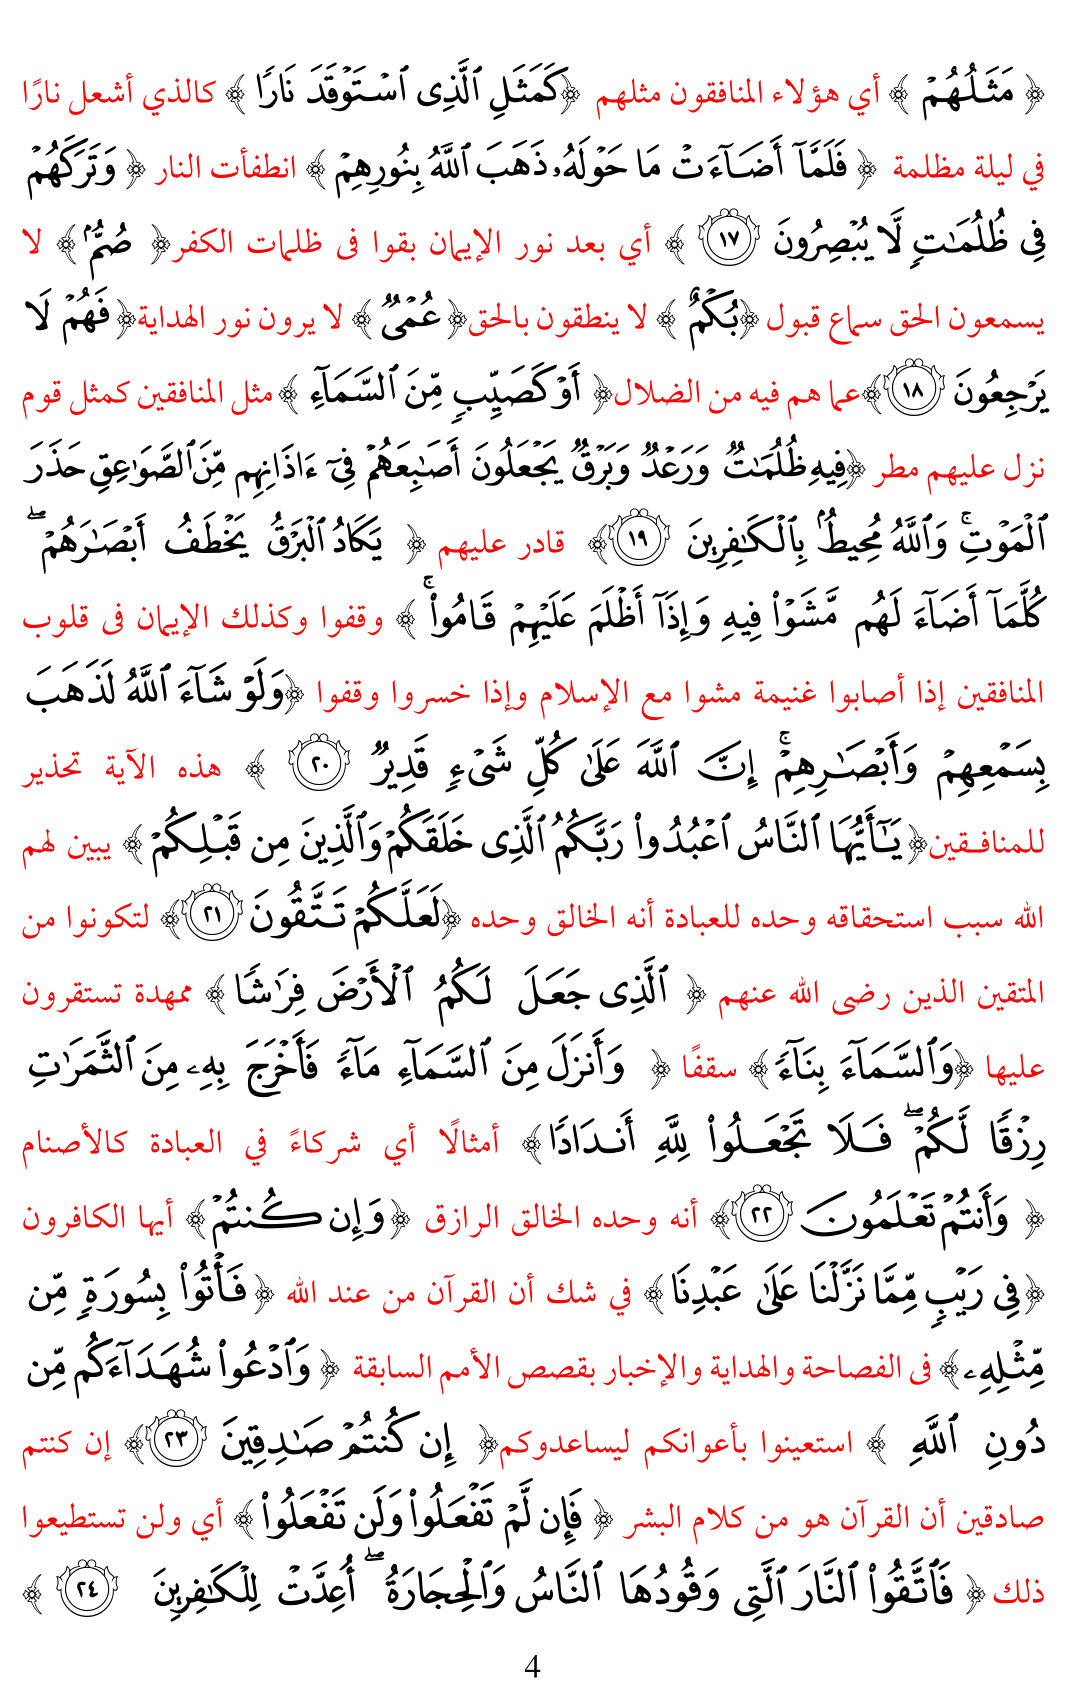 ﴿ مَثَلُهُمْ ﴾ أي هؤلاء المنافقون مثلهم ﴿كَمَثَلِ ٱلَّذِى ٱسْتَوْقَدَ نَارًا ﴾ كالذي أشعل نارًا
في ليلة مظلمة ﴿ فَلَمَّآ أَضَآءَتْ مَا حَوْلَهُۥ ذَهَبَ ٱللَّهُ بِنُورِهِمْ ﴾ انطفأت النار ﴿ وَتَرَكَهُمْ
فِى ظُلُمَٰتٍ لَّا يُبْصِرُونَ ١٧ ﴾ أي بعد نور الإيمان بقوا فى ظلمات الكفر﴿ صُمٌّۢ ﴾ لا
يسمعون الحق سماع قبول ﴿بُكْمٌ ﴾ لا ينطقون بالحق﴿ عُمْىٌ ﴾ لا يرون نور الهداية﴿ فَهُمْ لَا
يَرْجِعُونَ ١٨ ﴾عما هم فيه من الضلال﴿ أَوْ كَصَيِّبٍ مِّنَ ٱلسَّمَآءِ ﴾ مثل المنافقين كمثل قوم
نزل عليهم مطر ﴿فِيهِ ظُلُمَٰتٌ وَرَعْدٌ وَبَرْقٌ يَجْعَلُونَ أَصَٰبِعَهُمْ فِىٓ ءَاذَانِهِم مِّنَ ٱلصَّوَٰعِقِ حَذَرَ
ٱلْمَوْتِ ۚ وَٱللَّهُ مُحِيطٌۢ بِٱلْكَٰفِرِينَ ١٩ ﴾ قادر عليهم ﴿ يَكَادُ ٱلْبَرْقُ يَخْطَفُ أَبْصَٰرَهُمْ ۖ
كُلَّمَآ أَضَآءَ لَهُم مَّشَوْا۟ فِيهِ وَإِذَآ أَظْلَمَ عَلَيْهِمْ قَامُوا۟ ۚ ﴾ وقفوا وكذلك الإيمان فى قلوب
المنافقين إذا أصابوا غنيمة مشوا مع الإسلام وإذا خسروا وقفوا ﴿وَلَوْ شَآءَ ٱللَّهُ لَذَهَبَ
بِسَمْعِهِمْ وَأَبْصَٰرِهِمْ ۚ إِنَّ ٱللَّهَ عَلَىٰ كُلِّ شَىْءٍ قَدِيرٌ ٢٠ ﴾ هذه الآية تحذير
للمنافـقين﴿ يَٰٓأَيُّهَا ٱلنَّاسُ ٱعْبُدُوا۟ رَبَّكُمُ ٱلَّذِى خَلَقَكُمْ وَٱلَّذِينَ مِن قَبْلِكُمْ ﴾ يبين لهم
الله سبب استحقاقه وحده للعبادة أنه الخالق وحده ﴿لَعَلَّكُمْ تَتَّقُونَ ٢١ ﴾ لتكونوا من
المتقين الذين رضى الله عنهم ﴿ ٱلَّذِى جَعَلَ لَكُمُ ٱلْأَرْضَ فِرَٰشًا ﴾ ممهدة تستقرون
عليها ﴿وَٱلسَّمَآءَ بِنَآءً ﴾ سقفًا ﴿ وَأَنزَلَ مِنَ ٱلسَّمَآءِ مَآءً فَأَخْرَجَ بِهِۦ مِنَ ٱلثَّمَرَٰتِ
رِزْقًا لَّكُمْ ۖ فَلَا تَجْعَلُوا۟ لِلَّهِ أَندَادًا ﴾ أمثالًا أي شركاءً في العبادة كالأصنام
﴿ وَأَنتُمْ تَعْلَمُونَ ٢٢ ﴾ أنه وحده الخالق الرازق ﴿وَإِن كُنتُمْ ﴾ أيها الكافرون
﴿فِى رَيْبٍ مِّمَّا نَزَّلْنَا عَلَىٰ عَبْدِنَا ﴾ في شك أن القرآن من عند الله ﴿ فَأْتُوا۟ بِسُورَةٍ مِّن
مِّثْلِهِۦ ﴾ فى الفصاحة والهداية والإخبار بقصص الأمم السابقة ﴿ وَٱدْعُوا۟ شُهَدَآءَكُم مِّن
دُونِ ٱللَّهِ ﴾ استعينوا بأعوانكم ليساعدوكم﴿ إِن كُنتُمْ صَٰدِقِينَ ٢٣ ﴾ إن كنتم
صادقين أن القرآن هو من كلام البشر ﴿ فَإِن لَّمْ تَفْعَلُوا۟ وَلَن تَفْعَلُوا۟ ﴾ أي ولن تستطيعوا
ذلك ﴿ فَٱتَّقُوا۟ ٱلنَّارَ ٱلَّتِى وَقُودُهَا ٱلنَّاسُ وَٱلْحِجَارَةُ ۖ أُعِدَّتْ لِلْكَٰفِرِينَ ٢٤ ﴾
4